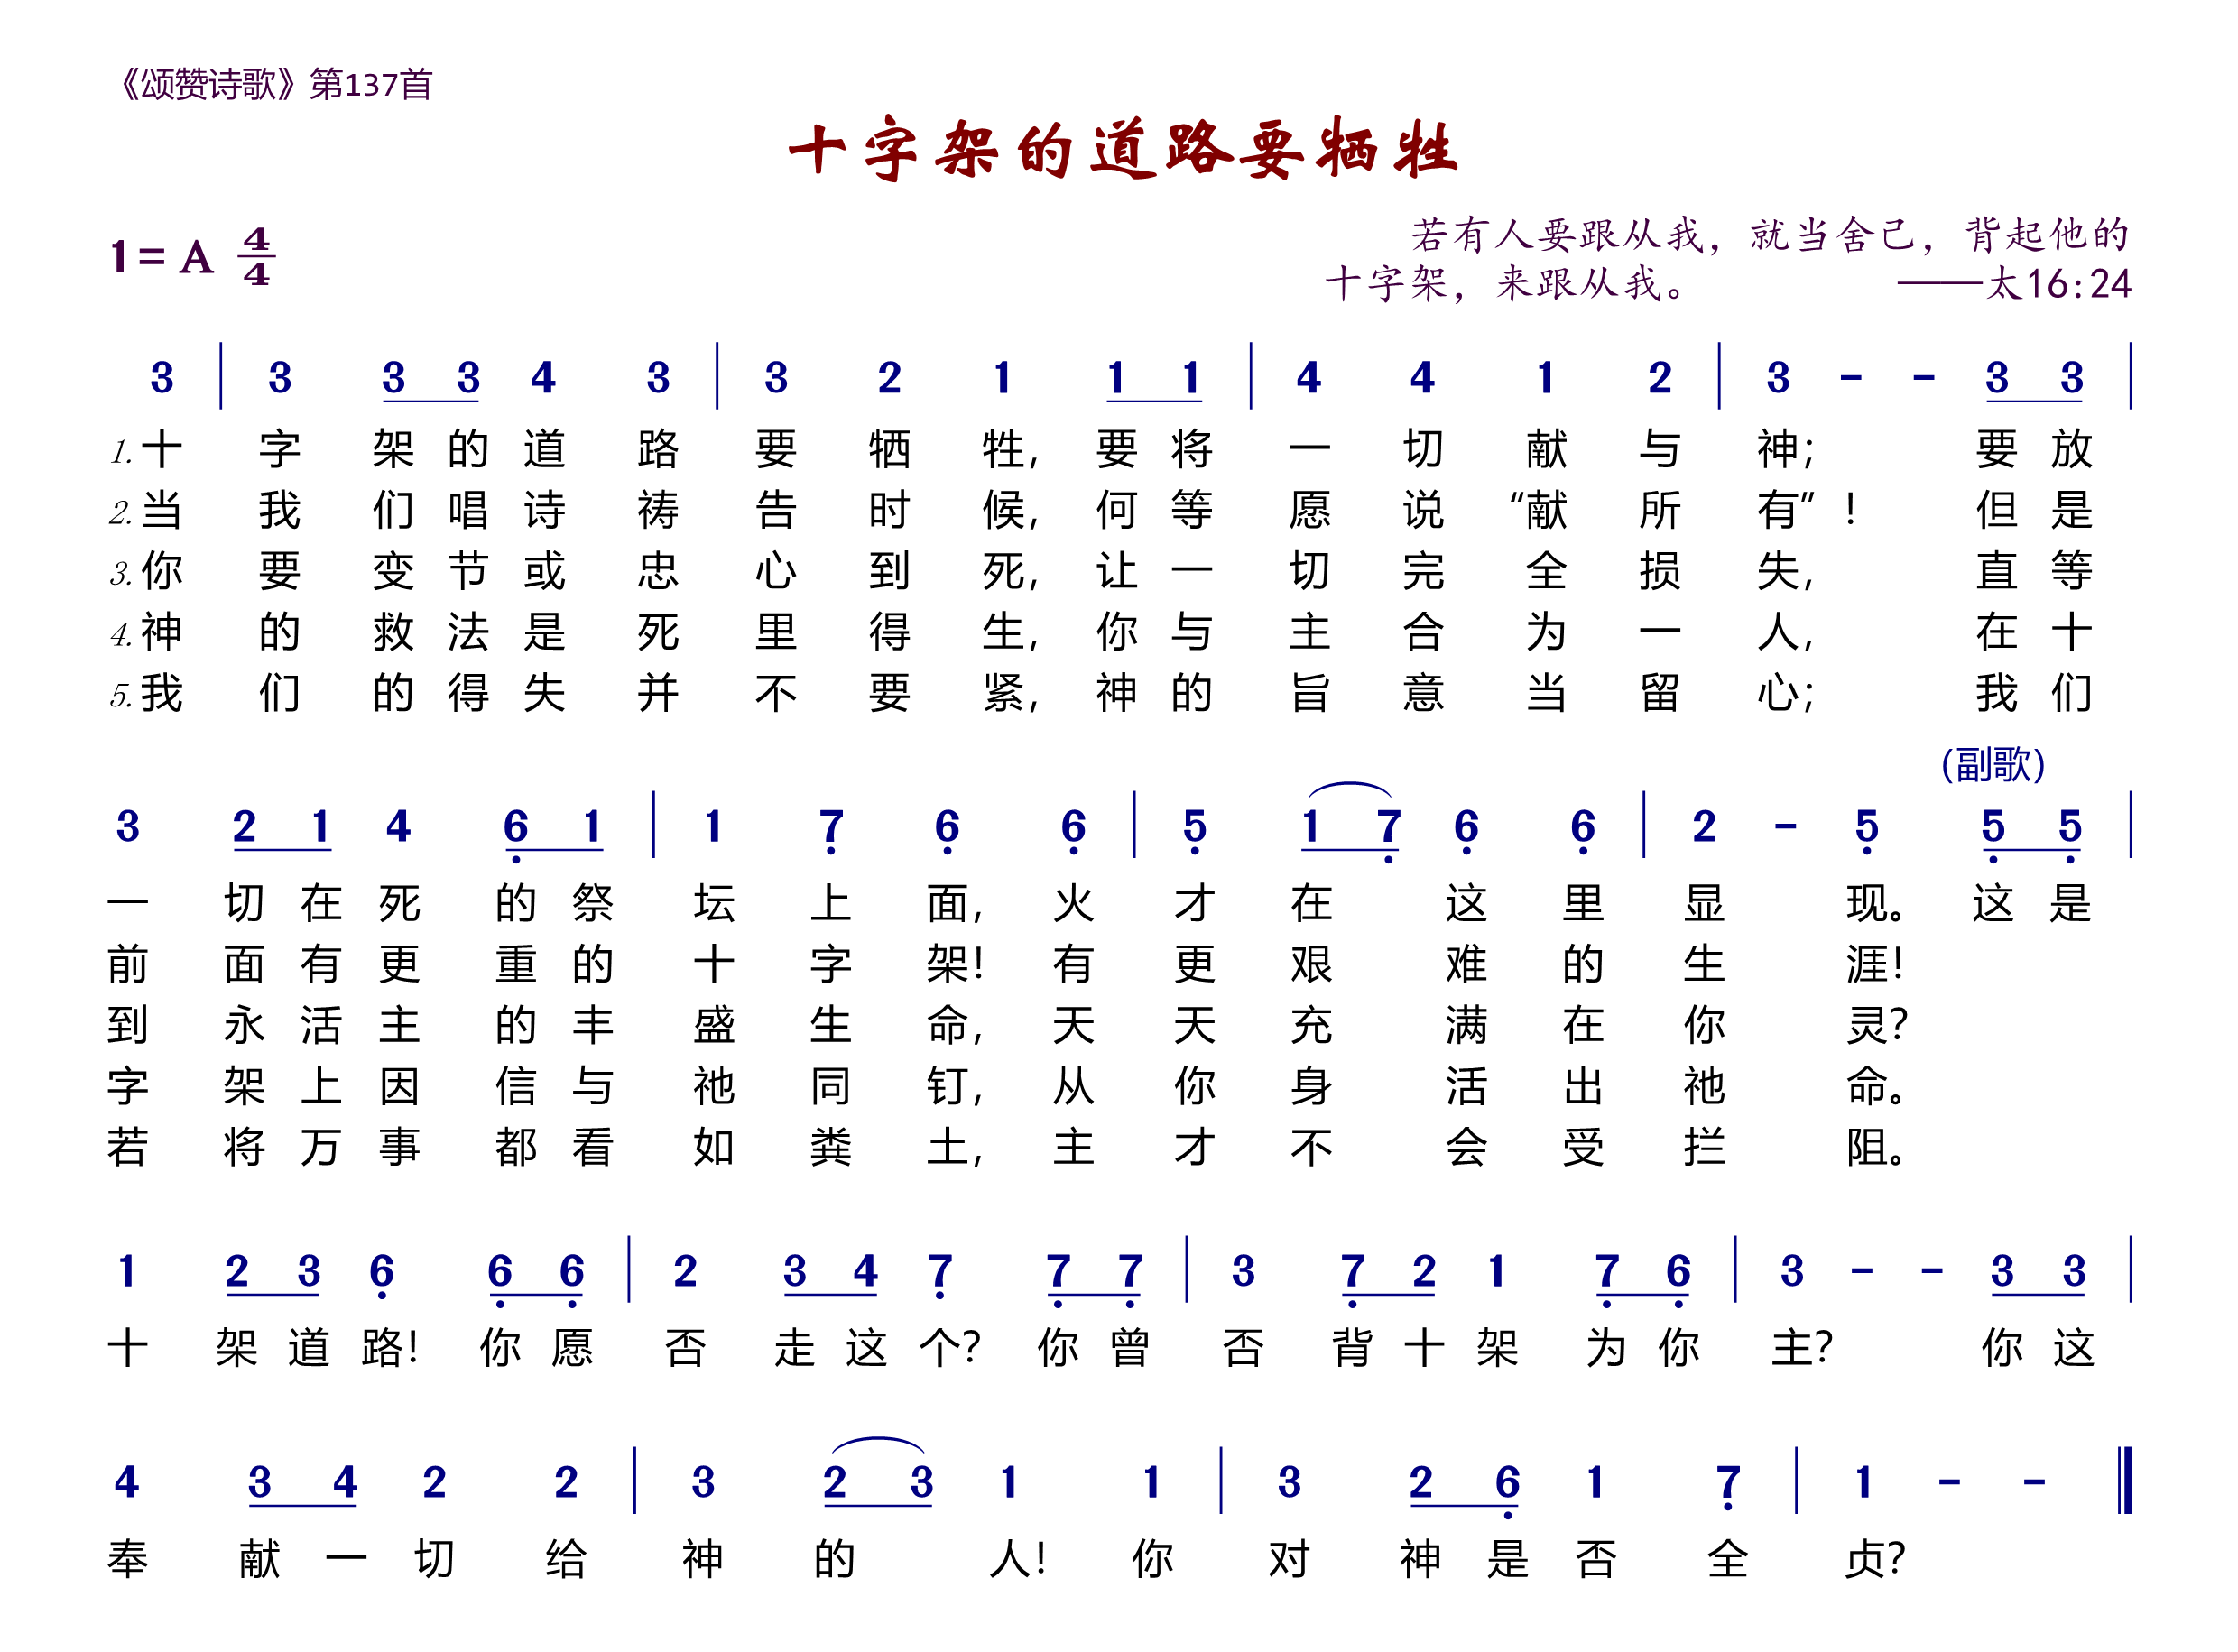 《颂赞诗歌》第137首
十字架的道路要牺牲
1=A 4/4
若有人要跟从我，就当舍己，背起他的
十字架，来跟从我。 ——太16:24
3 | 3 3 3 4 3 | 3 2 1 1 1 | 4 4 1 2 | 3 - - 3 3 |
1.十字架的道路要牺牲，要将一切献与神；要放
2.当我们唱诗祷告时候，何等愿说“献所有”！但是
3.你要变节或忠心到死，让一切完全损失，直等
4.神的救法是死里得生，你与主合为一人，在十
5.我们的得失并不要紧，神的旨意当留心；我们
(副歌)
3 2 1 4 6̣ 1 | 1 7̣ 6̣ 6̣ | 5̣ 1 7̣ 6̣ 6̣ | 2 - 5̣ 5̣ 5̣ |
一切在死的祭坛上面，火才在这里显现。这是
前面有更重的十字架！有更艰难的生涯！
到永活主的丰盛生命，天天充满在你灵？
字架上因信与祂同钉，从你身活出祂命。
若将万事都看如粪土，主才不会受拦阻。
1 2 3 6̣ 6̣ 6̣ | 2 3 4 7̣ 7̣ 7̣ | 3 7̣ 2 1 7̣ 6̣ | 3 - - 3 3 |
十架道路！你愿否走这个？你曾否背十架为你主？你这
4 3 4 2 2 | 3 2 3 1 1 | 3 2 6̣ 1 7̣ | 1 - - ‖
奉献一切给神的人！你对神是否全贞？